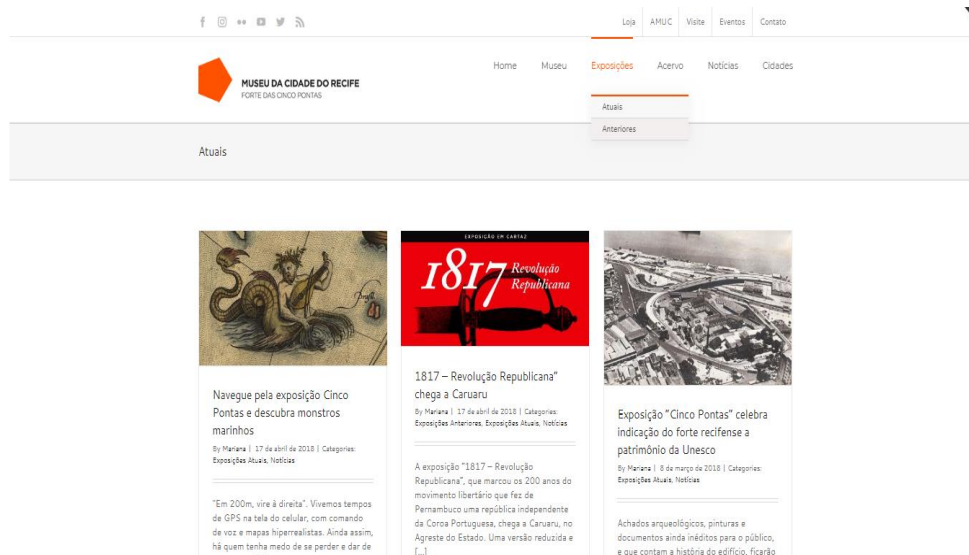 Loja AMUC Visite Eventos Contato
MUSEU DA CIDADE DO RECIFE
FORTE DAS CINCO PONTAS
Home Museu Exposições Acervo Notícias Cidades
Atuais
Anteriores
Atuais
Navegue pela exposição Cinco
Pontas e descubra monstros
marinhos
By Mariana | 17 de abril de 2018 | Categories:
Exposições Atuais, Notícias
"Em 200m, vire à direita". Vivemos tempos
de GPS na tela do celular, com comando
de voz e mapas hiperrealistas. Ainda assim,
há quem tenha medo de se perder e dar de
EXPOSIÇÃO EM CARTAZ
1817 Revolução
Republicana
1817 – Revolução Republicana"
chega a Caruaru
By Mariana | 17 de abril de 2018 | Categories:
Exposições Anteriores, Exposições Atuais, Notícias
A exposição "1817 – Revolução
Republicana", que marcou os 200 anos do
movimento libertário que fez de
Pernambuco uma república independente
da Coroa Portuguesa, chega a Caruaru, no
Agreste do Estado. Uma versão reduzida e
[...]
Exposição "Cinco Pontas" celebra
indicação do forte recifense a
patrimônio da Unesco
By Mariana | 8 de março de 2018 | Categories:
Exposições Atuais, Notícias
Achados arqueológicos, pinturas e
documentos ainda inéditos para o público,
e que contam a história do edifício, ficarão